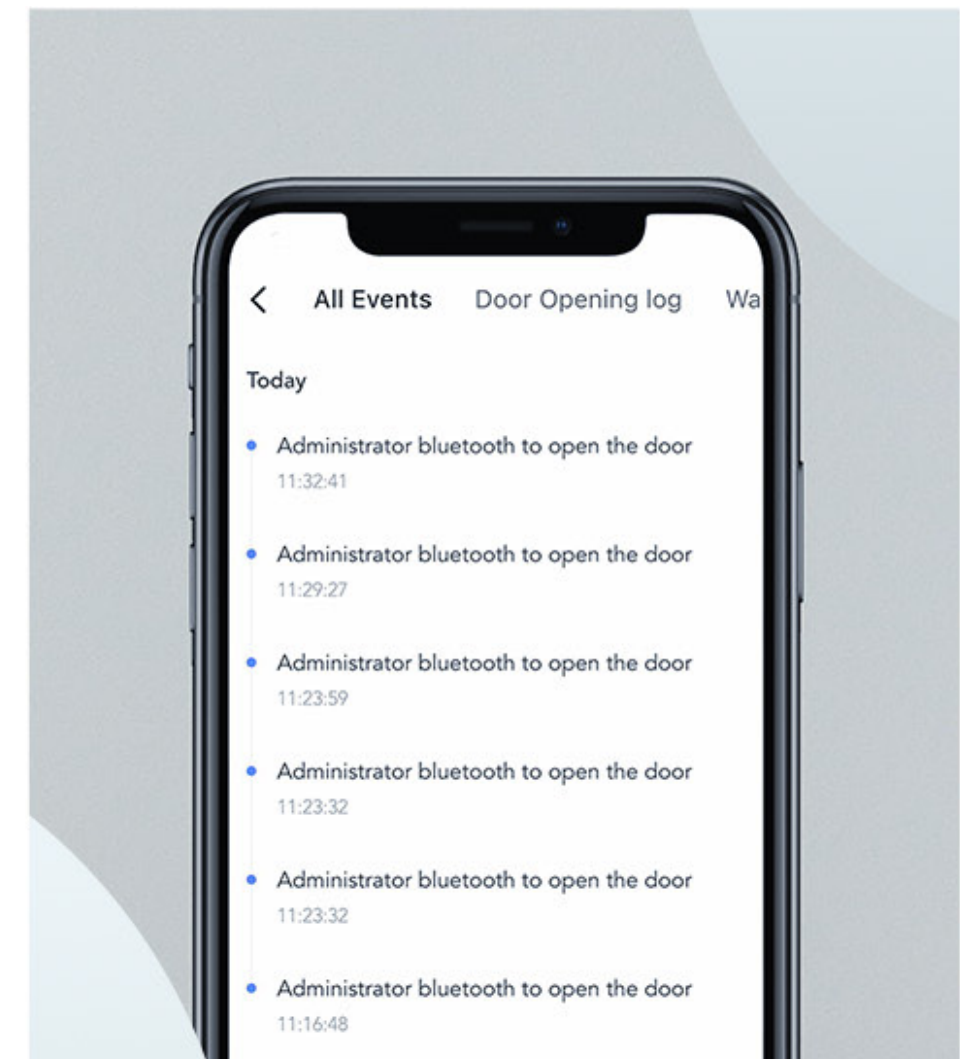 All Events Door Opening log Wa
Today
Administrator bluetooth to open the door
11:32:41
Administrator bluetooth to open the door
11:29:27
Administrator bluetooth to open the door
11:23:59
Administrator bluetooth to open the door
11:23:32
Administrator bluetooth to open the door
11:23:32
Administrator bluetooth to open the door
11:16:48